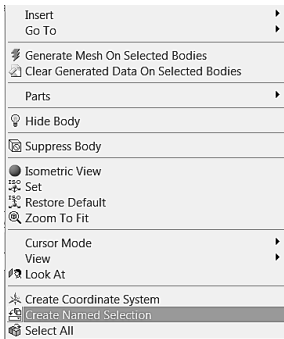 Insert
Go To
Generate Mesh On Selected Bodies
Clear Generated Data On Selected Bodies
Parts
Hide Body
Suppress Body
Isometric View
ISO Set
ISO Restore Default
Zoom To Fit
Cursor Mode
View
Look At
Create Coordinate System
Create Named Selection
Select All